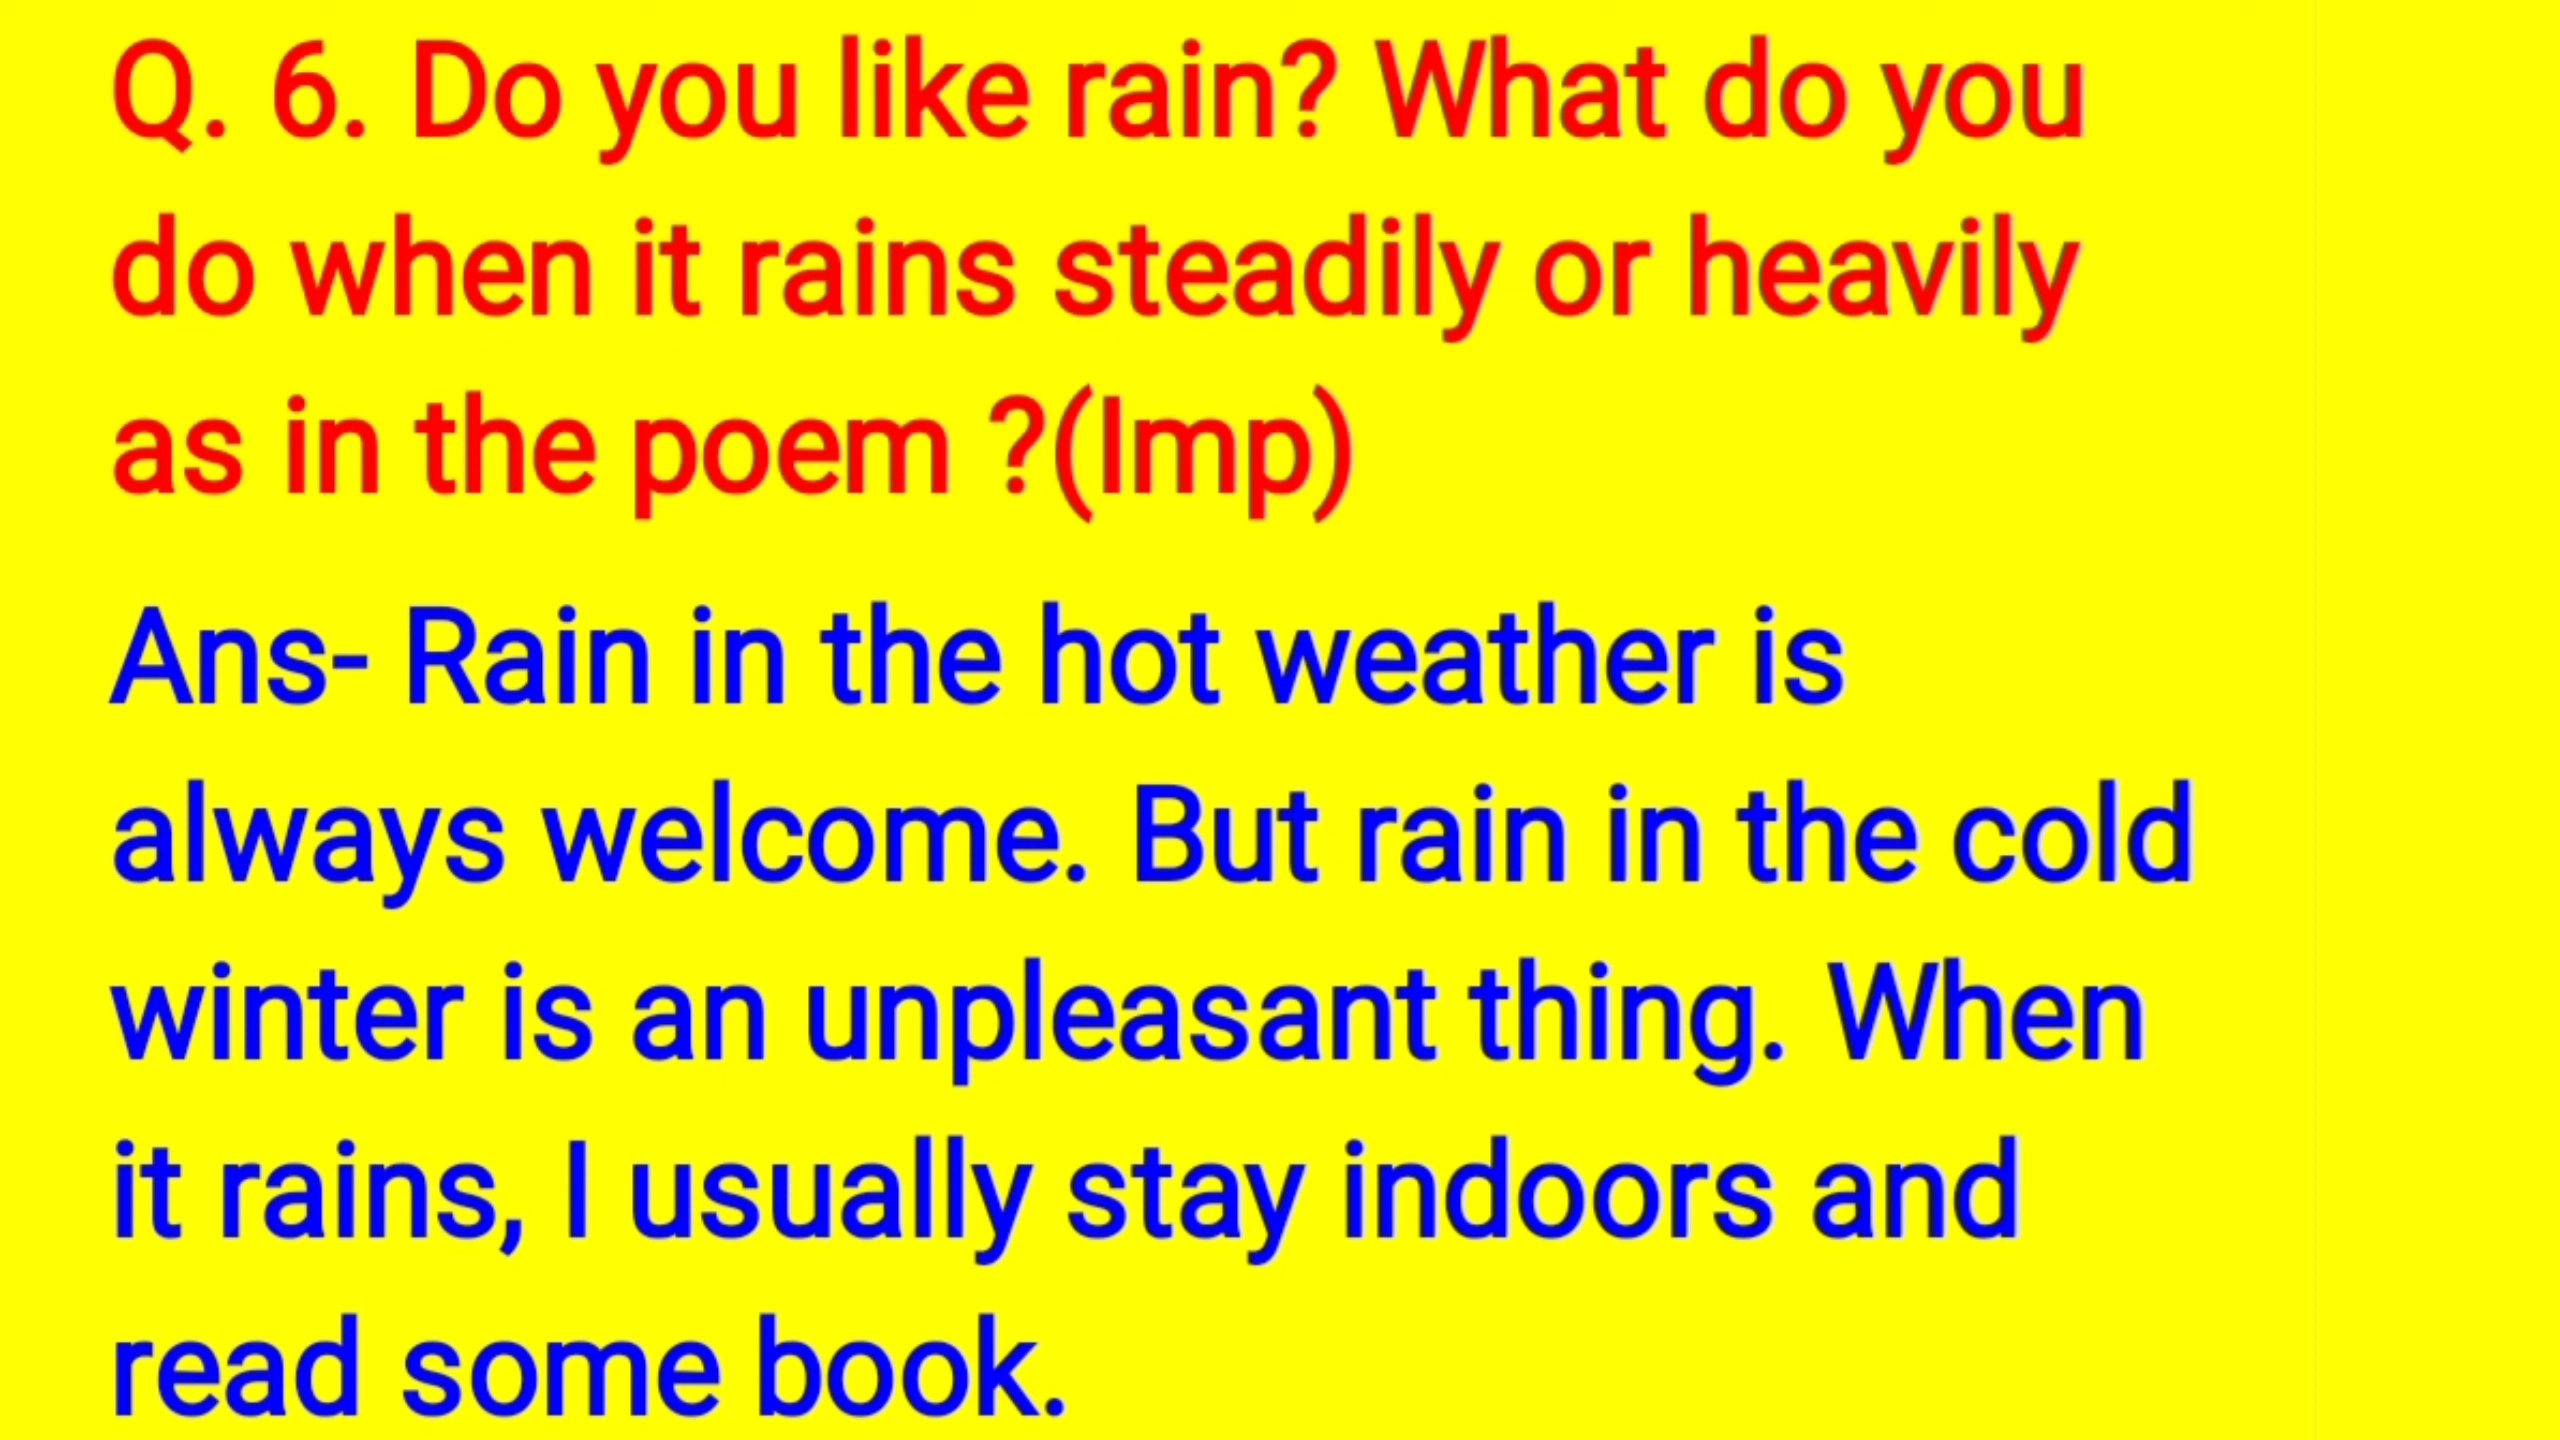 Q. 6. Do you like rain? What do you
do when it rains steadily or heavily
as in the poem ?(Imp)
Ans- Rain in the hot weather is
always welcome. But rain in the cold
winter is an unpleasant thing. When
it rains, I usually stay indoors and
read some book.